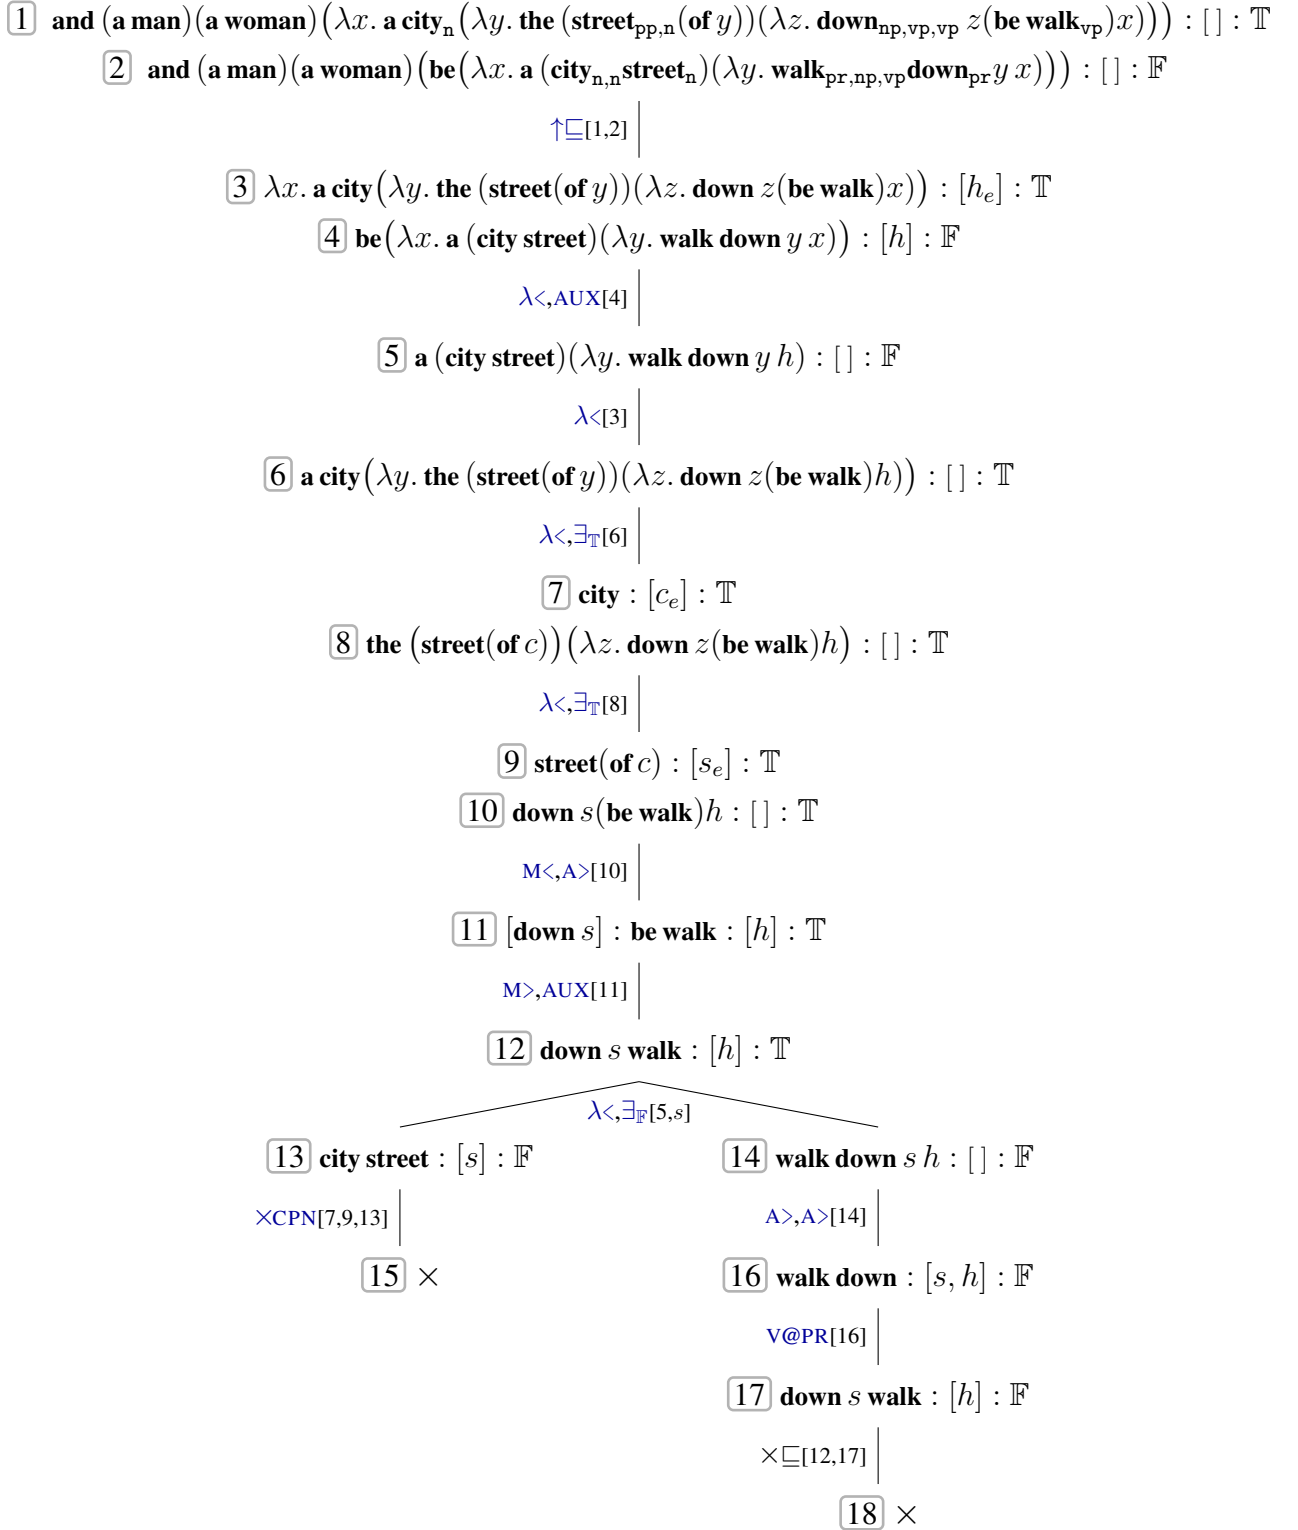 1 and (a man)(a woman)(λx. a city_n(λy. the (street_pp,n(of y))(λz. down_np,vp,vp z(be walk_vp)x))) : [ ] : 𝕋
2 and (a man)(a woman)(be(λx. a (city_n,n street_n)(λy. walk_pr,np,vp down_pr y x))) : [ ] : 𝔽
↑⊑[1,2]
3 λx. a city(λy. the (street(of y))(λz. down z(be walk)x)) : [h_e] : 𝕋
4 be(λx. a (city street)(λy. walk down y x)) : [h] : 𝔽
λ<,AUX[4]
5 a (city street)(λy. walk down y h) : [ ] : 𝔽
λ<[3]
6 a city(λy. the (street(of y))(λz. down z(be walk)h)) : [ ] : 𝕋
λ<,∃_𝕋[6]
7 city : [c_e] : 𝕋
8 the (street(of c))(λz. down z(be walk)h) : [ ] : 𝕋
λ<,∃_𝕋[8]
9 street(of c) : [s_e] : 𝕋
10 down s(be walk)h : [ ] : 𝕋
M<,A>[10]
11 [down s] : be walk : [h] : 𝕋
M>,AUX[11]
12 down s walk : [h] : 𝕋
λ<,∃_𝔽[5,s]
13 city street : [s] : 𝔽
14 walk down s h : [ ] : 𝔽
×CPN[7,9,13]
A>,A>[14]
15 ×
16 walk down : [s, h] : 𝔽
V@PR[16]
17 down s walk : [h] : 𝔽
×⊑[12,17]
18 ×